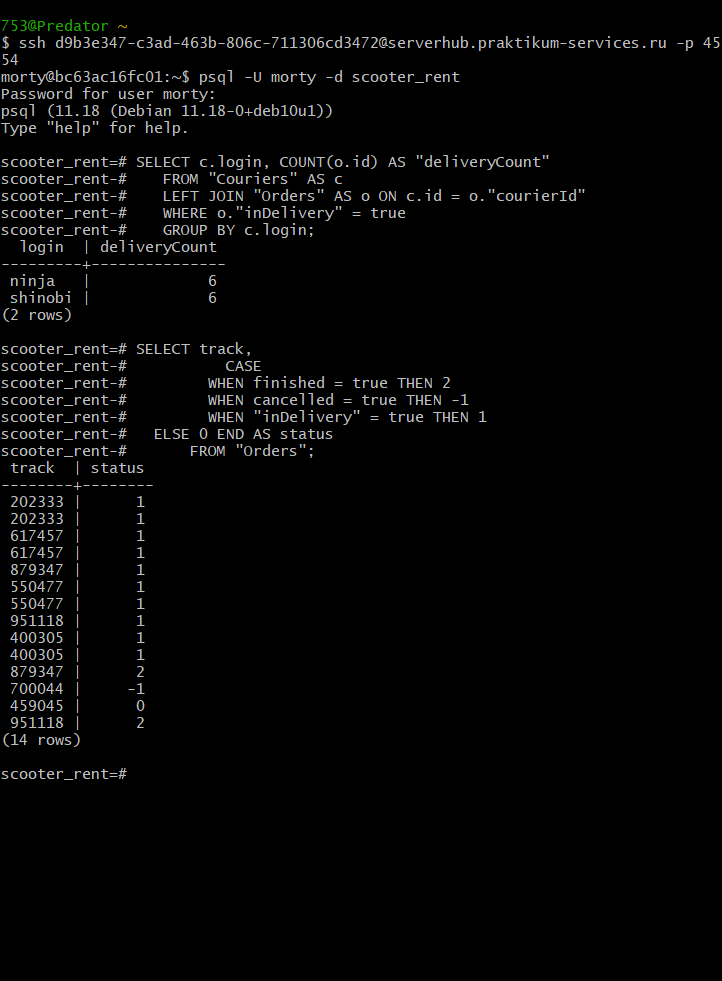 753@Predator ~
$ ssh d9b3e347-c3ad-463b-806c-711306cd3472@serverhub.praktikum-services.ru -p 45
54
morty@bc63ac16fc01:~$ psql -U morty -d scooter_rent
Password for user morty:
psql (11.18 (Debian 11.18-0+deb10u1))
Type "help" for help.

scooter_rent=# SELECT c.login, COUNT(o.id) AS "deliveryCount"
scooter_rent-#    FROM "Couriers" AS c
scooter_rent-#    LEFT JOIN "Orders" AS o ON c.id = o."courierId"
scooter_rent-#    WHERE o."inDelivery" = true
scooter_rent-#    GROUP BY c.login;
  login  | deliveryCount
---------+---------------
 ninja   |             6
 shinobi |             6
(2 rows)

scooter_rent=# SELECT track,
scooter_rent-#           CASE
scooter_rent-#         WHEN finished = true THEN 2
scooter_rent-#         WHEN cancelled = true THEN -1
scooter_rent-#         WHEN "inDelivery" = true THEN 1
scooter_rent-#   ELSE 0 END AS status
scooter_rent-#       FROM "Orders";
 track  | status
--------+--------
 202333 |      1
 202333 |      1
 617457 |      1
 617457 |      1
 879347 |      1
 550477 |      1
 550477 |      1
 951118 |      1
 400305 |      1
 400305 |      1
 879347 |      2
 700044 |     -1
 459045 |      0
 951118 |      2
(14 rows)

scooter_rent=#